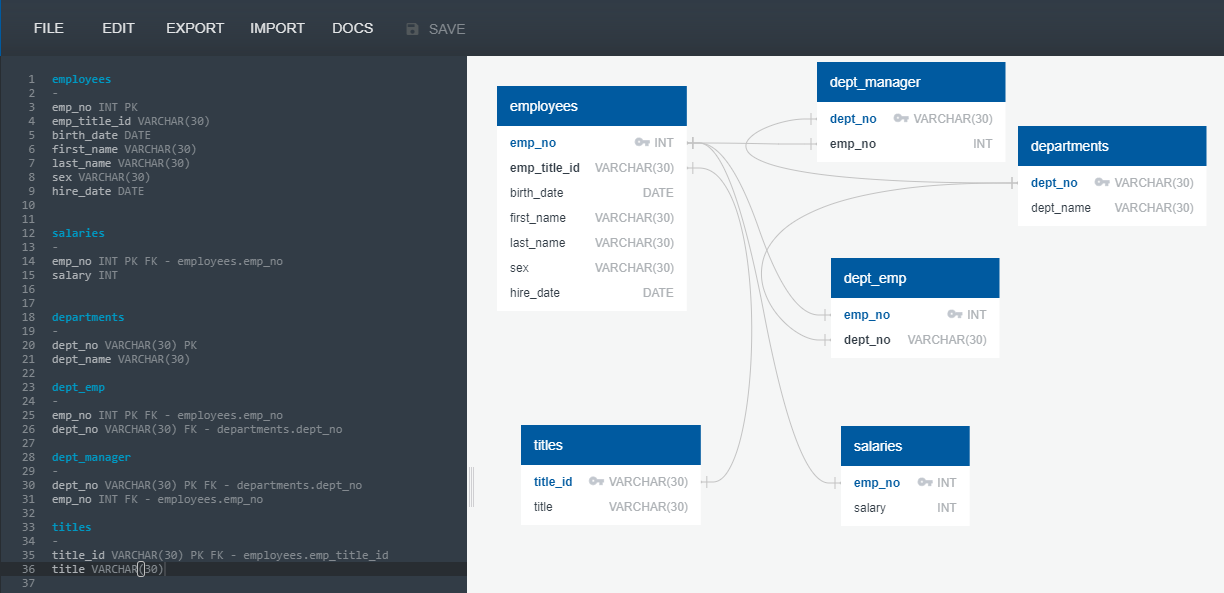 FILE EDIT EXPORT IMPORT DOCS SAVE
1 employees
2 -
3 emp_no INT PK
4 emp_title_id VARCHAR(30)
5 birth_date DATE
6 first_name VARCHAR(30)
7 last_name VARCHAR(30)
8 sex VARCHAR(30)
9 hire_date DATE
10
11
12 salaries
13 -
14 emp_no INT PK FK - employees.emp_no
15 salary INT
16
17
18 departments
19 -
20 dept_no VARCHAR(30) PK
21 dept_name VARCHAR(30)
22
23 dept_emp
24 -
25 emp_no INT PK FK - employees.emp_no
26 dept_no VARCHAR(30) FK - departments.dept_no
27
28 dept_manager
29 -
30 dept_no VARCHAR(30) PK FK - departments.dept_no
31 emp_no INT FK - employees.emp_no
32
33 titles
34 -
35 title_id VARCHAR(30) PK FK - employees.emp_title_id
36 title VARCHAR(30)
37
employees
emp_no INT
emp_title_id VARCHAR(30)
birth_date DATE
first_name VARCHAR(30)
last_name VARCHAR(30)
sex VARCHAR(30)
hire_date DATE
dept_manager
dept_no VARCHAR(30)
emp_no INT
departments
dept_no VARCHAR(30)
dept_name VARCHAR(30)
dept_emp
emp_no INT
dept_no VARCHAR(30)
titles
title_id VARCHAR(30)
title VARCHAR(30)
salaries
emp_no INT
salary INT